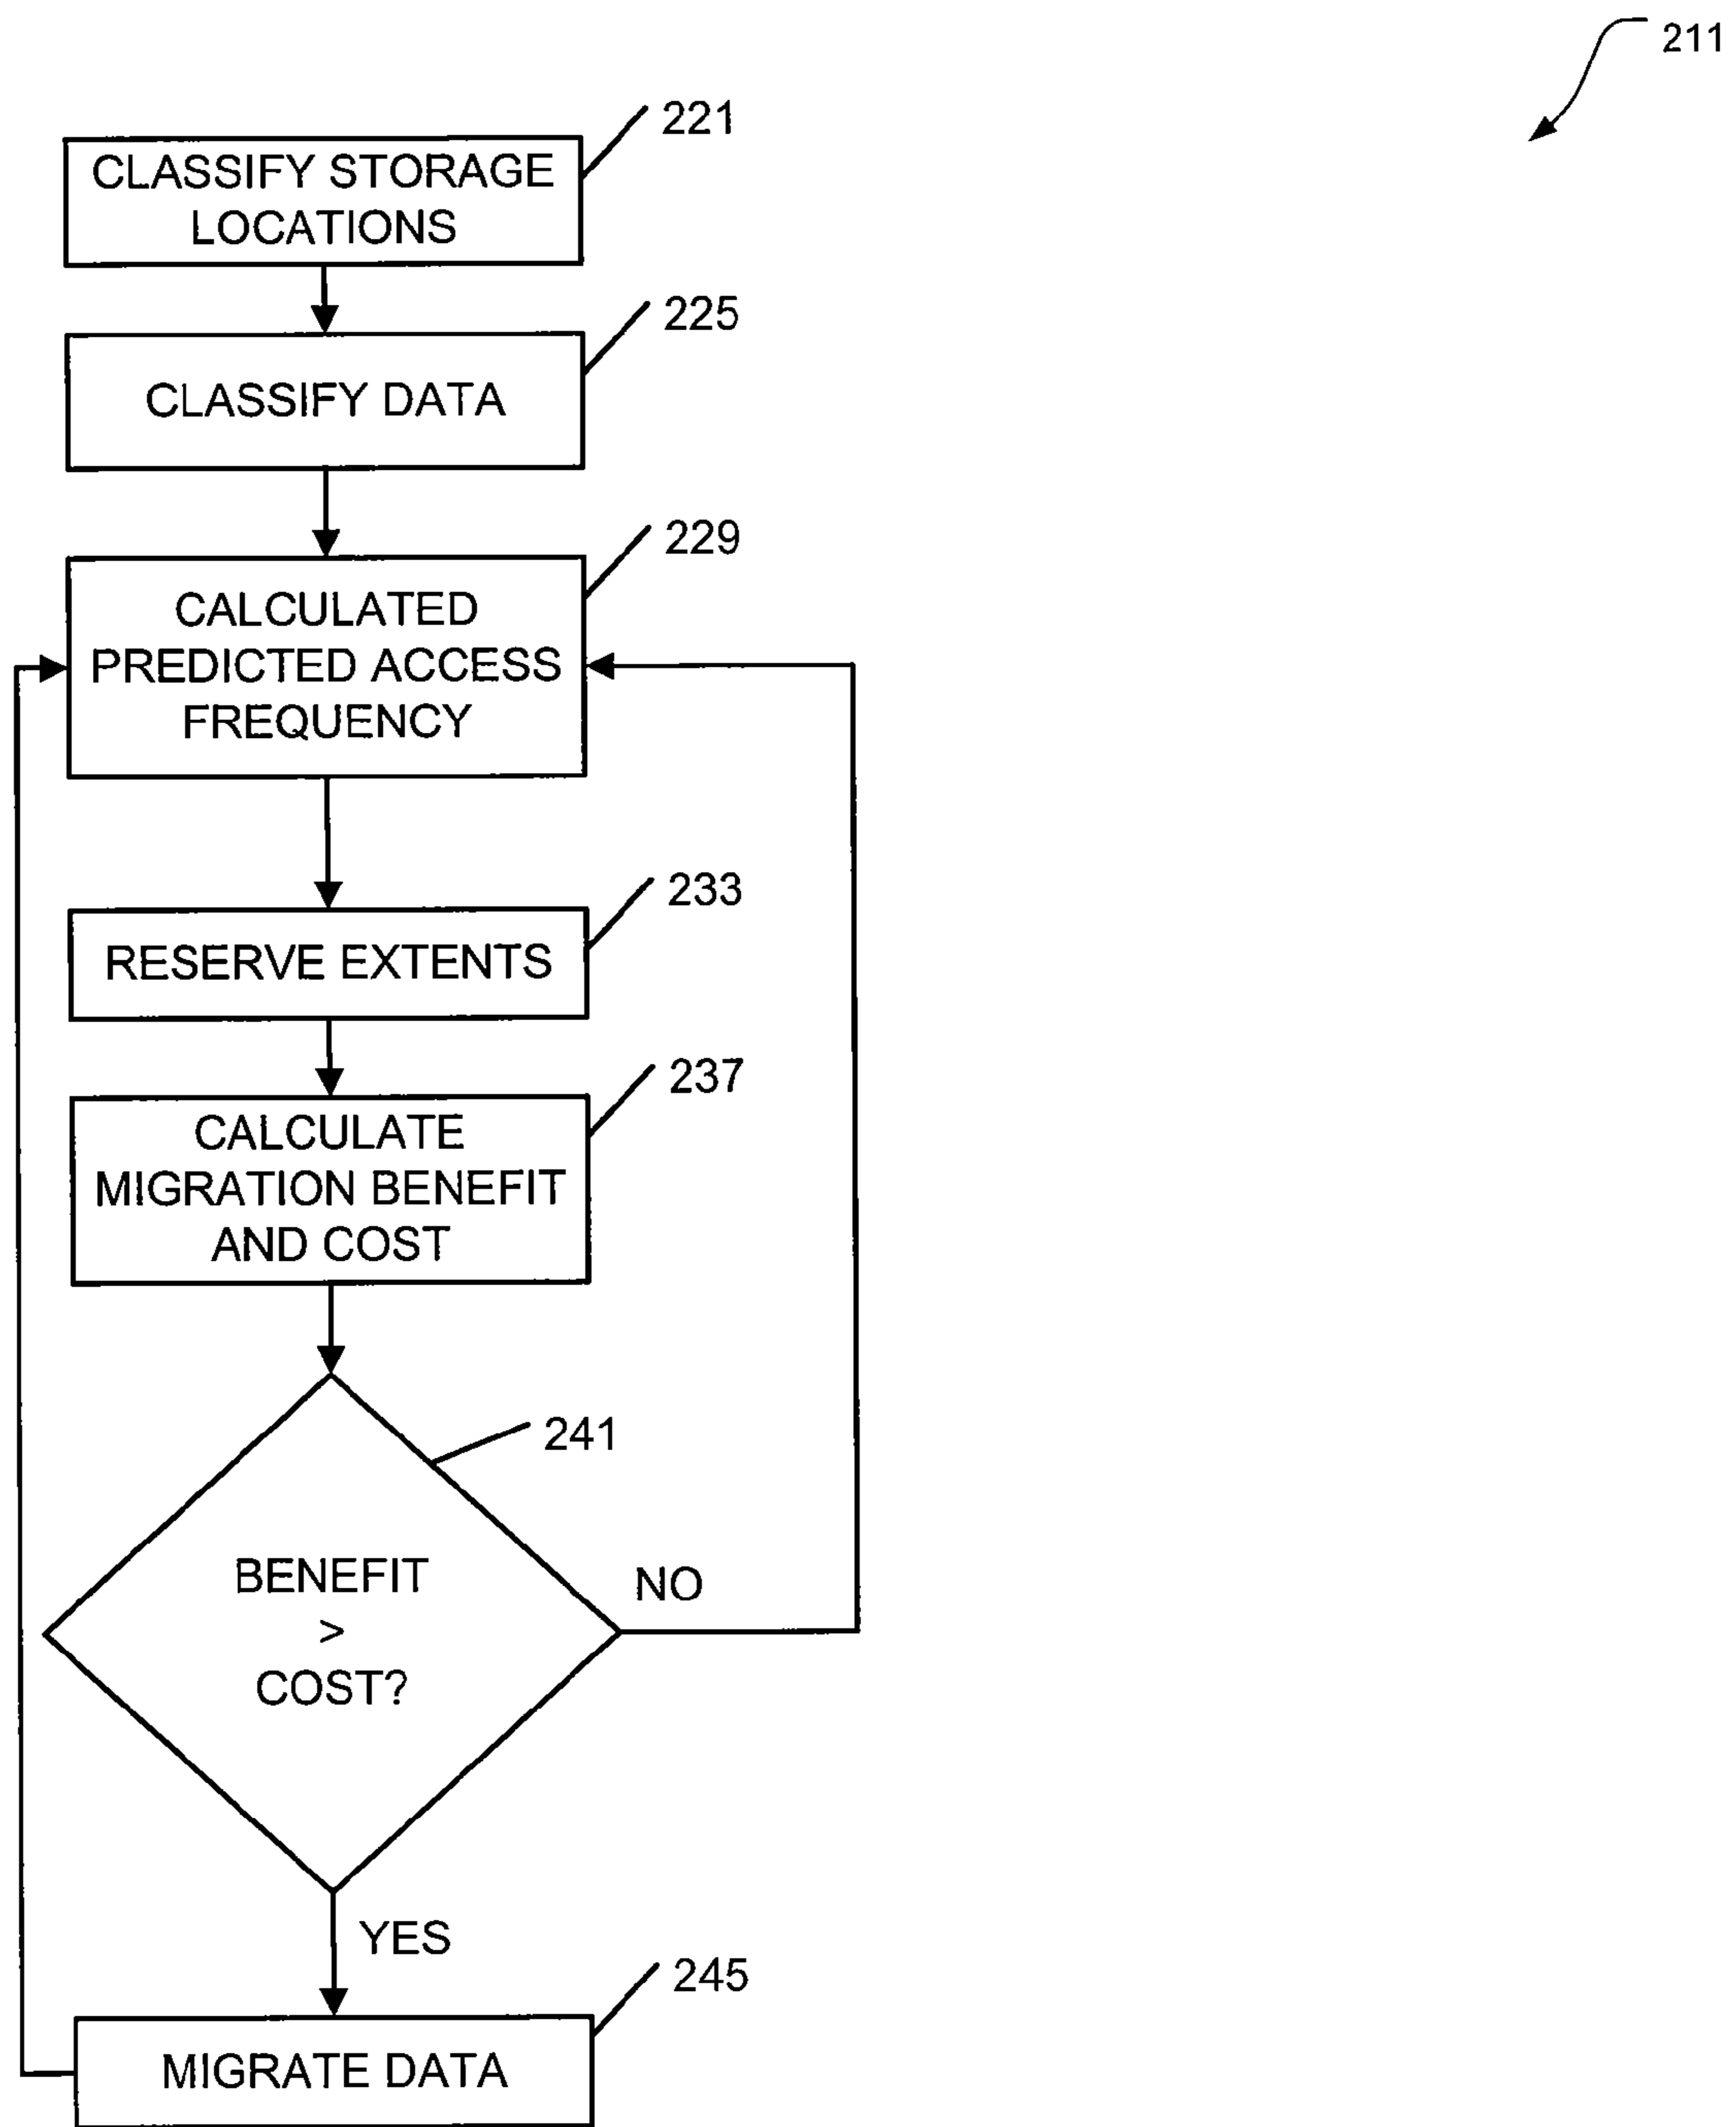 211
221
CLASSIFY STORAGE
LOCATIONS
225
CLASSIFY DATA
229
CALCULATED
PREDICTED ACCESS
FREQUENCY
233
RESERVE EXTENTS
237
CALCULATE
MIGRATION BENEFIT
AND COST
241
BENEFIT
>
COST?
NO
YES
245
MIGRATE DATA